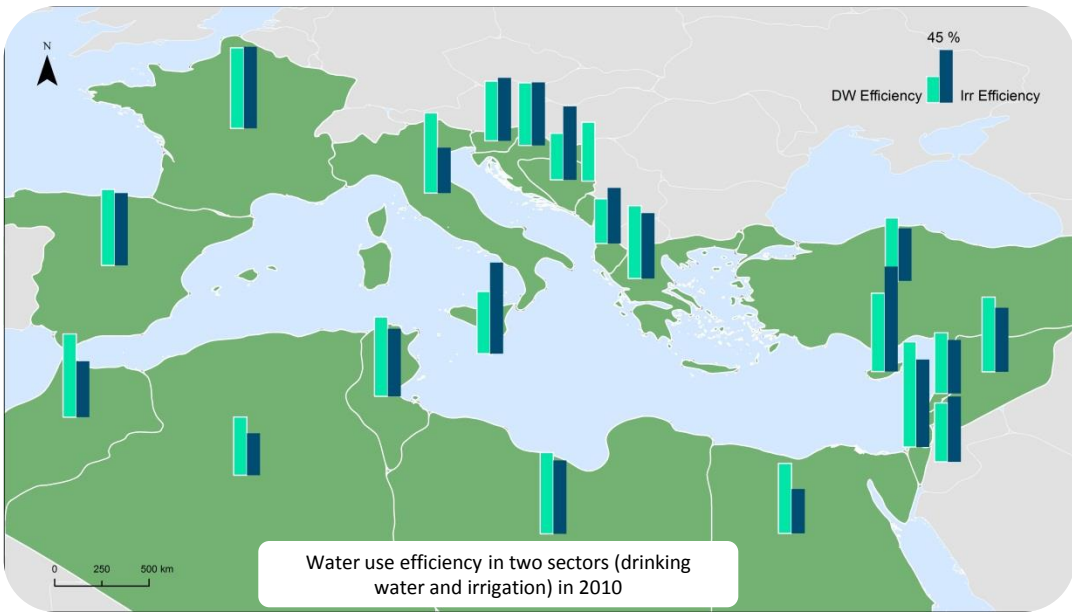 N
45 %
DW Efficiency Irr Efficiency
0 250 500 km
Water use efficiency in two sectors (drinking
water and irrigation) in 2010